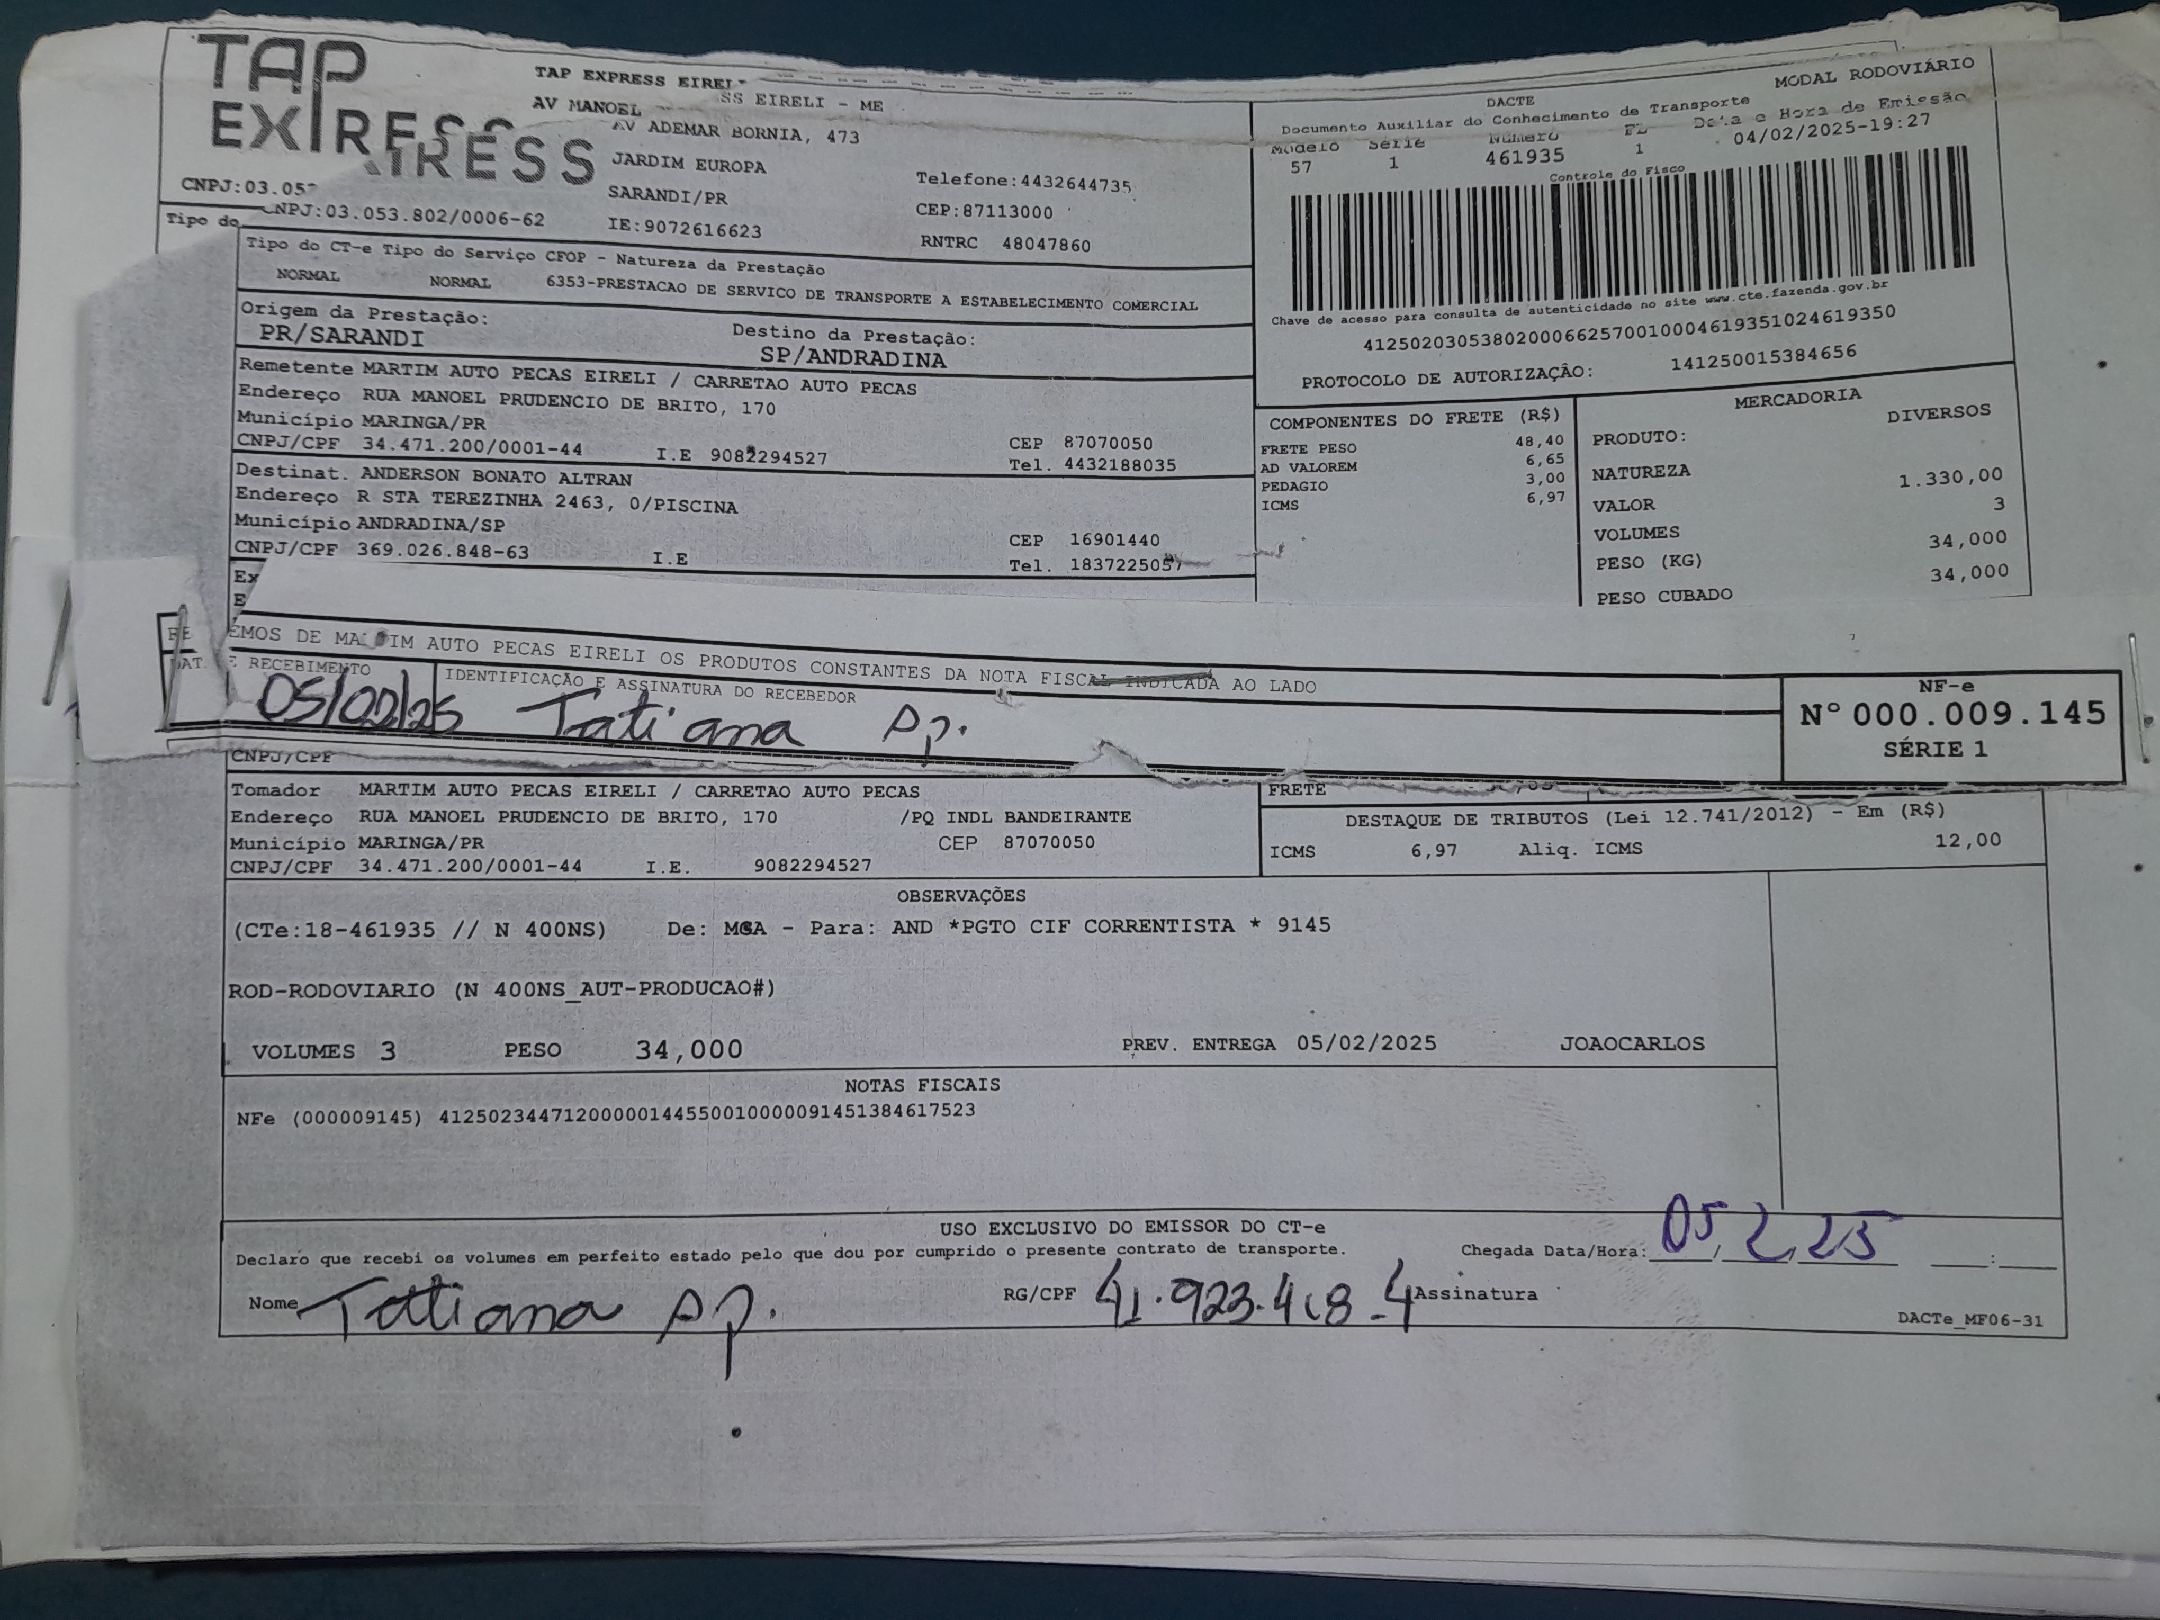 TAP
EXPRESS
XPRESS
TAP EXPRESS EIREL
SS EIRELI - ME
AV MANOEL
AV ADEMAR BORNIA, 473
JARDIM EUROPA
SARANDI/PR
IE:9072616623
Telefone:4432644735
CEP:87113000
RNTRC 48047860
CNPJ:03.05
CNPJ:03.053.802/0006-62
MODAL RODOVIÁRIO
DACTE
Documento Auxiliar do Conhecimento de Transporte
Modelo Série Número FL Data e Hora de Emissão
57 1 461935 1 04/02/2025-19:27
Controle do Fisco
Chave de acesso para consulta de autenticidade no site www.cte.fazenda.gov.br
41250203053802000662570010004619351024619350
PROTOCOLO DE AUTORIZAÇÃO: 141250015384656
Tipo do
Tipo do CT-e Tipo do Serviço CFOP - Natureza da Prestação
NORMAL NORMAL 6353-PRESTACAO DE SERVICO DE TRANSPORTE A ESTABELECIMENTO COMERCIAL
Origem da Prestação: Destino da Prestação:
PR/SARANDI SP/ANDRADINA
Remetente MARTIM AUTO PECAS EIRELI / CARRETAO AUTO PECAS
Endereço RUA MANOEL PRUDENCIO DE BRITO, 170
Município MARINGA/PR CEP 87070050
CNPJ/CPF 34.471.200/0001-44 I.E 9082294527 Tel. 4432188035
Destinat. ANDERSON BONATO ALTRAN
Endereço R STA TEREZINHA 2463, 0/PISCINA
Município ANDRADINA/SP CEP 16901440
CNPJ/CPF 369.026.848-63 I.E Tel. 1837225057
Ex
E
COMPONENTES DO FRETE (R$)
FRETE PESO 48,40
AD VALOREM 6,65
PEDAGIO 3,00
ICMS 6,97
MERCADORIA
PRODUTO: DIVERSOS
NATUREZA
VALOR 1.330,00
VOLUMES 3
PESO (KG) 34,000
PESO CUBADO 34,000
RE EMOS DE MARTIM AUTO PECAS EIRELI OS PRODUTOS CONSTANTES DA NOTA FISCAL INDICADA AO LADO
DAT E RECEBIMENTO IDENTIFICAÇÃO E ASSINATURA DO RECEBEDOR
05/02/25 Tatiana Ap.
NF-e
Nº 000.009.145
SÉRIE 1
CNPJ/CPF
Tomador MARTIM AUTO PECAS EIRELI / CARRETAO AUTO PECAS
Endereço RUA MANOEL PRUDENCIO DE BRITO, 170 /PQ INDL BANDEIRANTE
Município MARINGA/PR CEP 87070050
CNPJ/CPF 34.471.200/0001-44 I.E. 9082294527
FRETE
DESTAQUE DE TRIBUTOS (Lei 12.741/2012) - Em (R$)
ICMS 6,97 Aliq. ICMS 12,00
OBSERVAÇÕES
(CTe:18-461935 // N 400NS) De: MGA - Para: AND *PGTO CIF CORRENTISTA * 9145
ROD-RODOVIARIO (N 400NS_AUT-PRODUCAO#)
VOLUMES 3 PESO 34,000 PREV. ENTREGA 05/02/2025 JOAOCARLOS
NOTAS FISCAIS
NFe (000009145) 41250234471200000144550010000091451384617523
USO EXCLUSIVO DO EMISSOR DO CT-e
Declaro que recebi os volumes em perfeito estado pelo que dou por cumprido o presente contrato de transporte. Chegada Data/Hora: 05/2/25 :
Nome Tatiana Ap. RG/CPF 41.923.418-4 Assinatura
DACTe_MF06-31